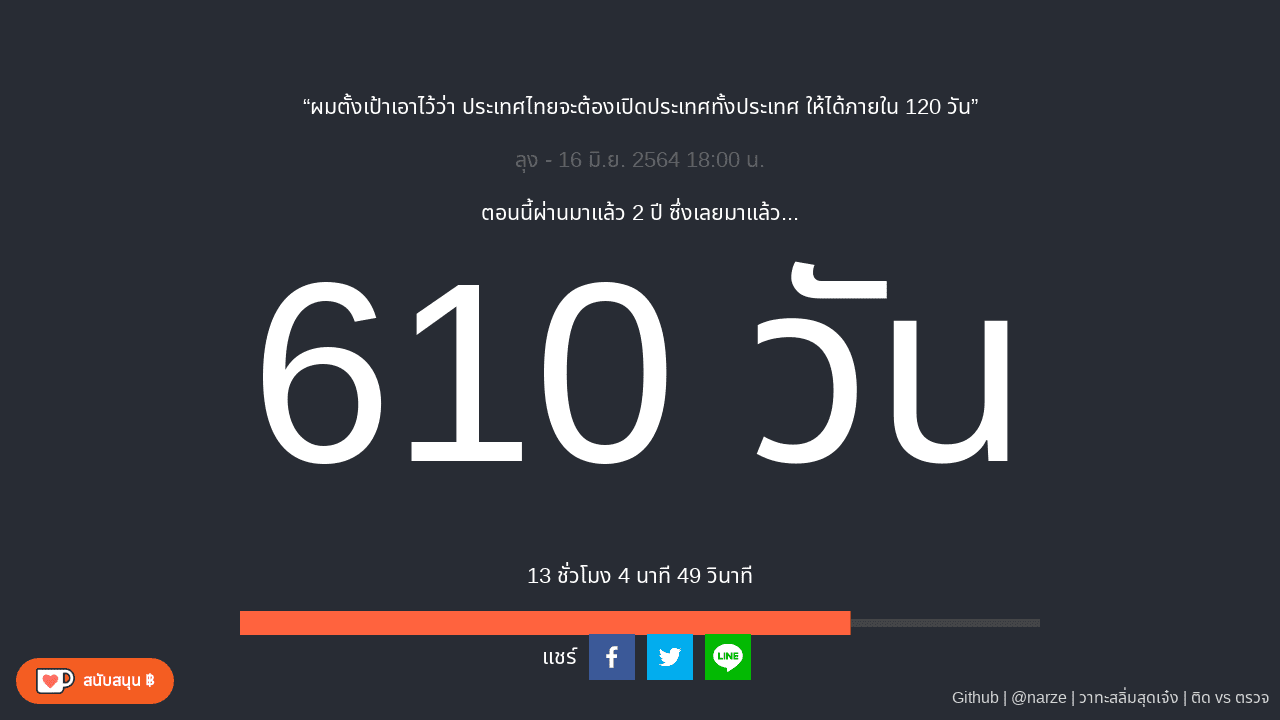 “ผมตั้งเป้าเอาไว้ว่า ประเทศไทยจะต้องเปิดประเทศทั้งประเทศ ให้ได้ภายใน 120 วัน”
ลุง - 16 มิ.ย. 2564 18:00 น.
ตอนนี้ผ่านมาแล้ว 2 ปี ซึ่งเลยมาแล้ว...
610 วัน
13 ชั่วโมง 4 นาที 49 วินาที
แชร์ LINE
สนับสนุน ฿
Github | @narze | วาทะสลิ่มสุดเจ๋ง | ติด vs ตรวจ